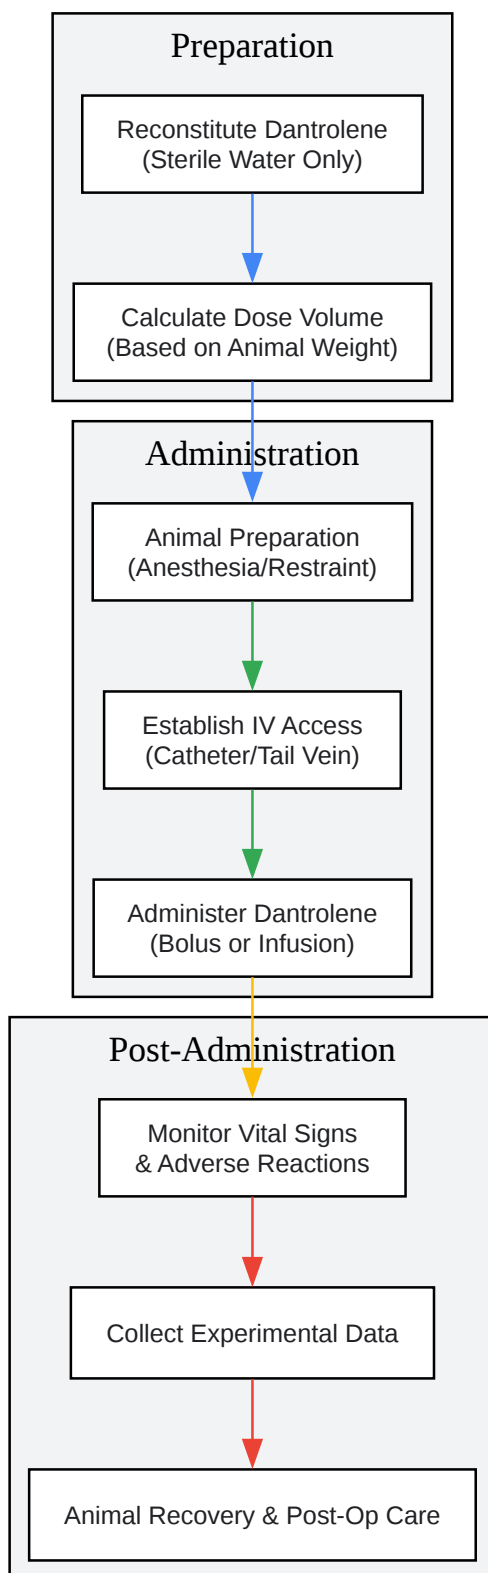 Preparation
Reconstitute Dantrolene
(Sterile Water Only)
Calculate Dose Volume
(Based on Animal Weight)
Administration
Animal Preparation
(Anesthesia/Restraint)
Establish IV Access
(Catheter/Tail Vein)
Administer Dantrolene
(Bolus or Infusion)
Post-Administration
Monitor Vital Signs
& Adverse Reactions
Collect Experimental Data
Animal Recovery & Post-Op Care